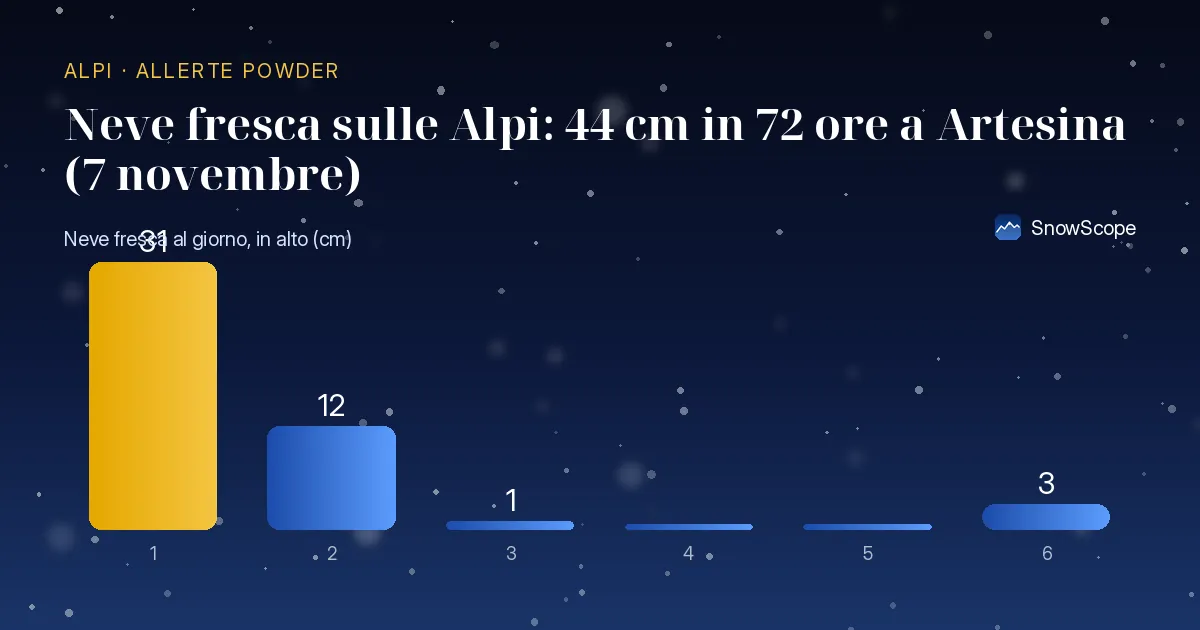 ALPI · ALLERTE POWDER
Neve fresca sulle Alpi: 44 cm in 72 ore a Artesina
(7 novembre)
Neve fresca al giorno, in alto (cm)
SnowScope
31
12
1
3
1
2
3
4
5
6